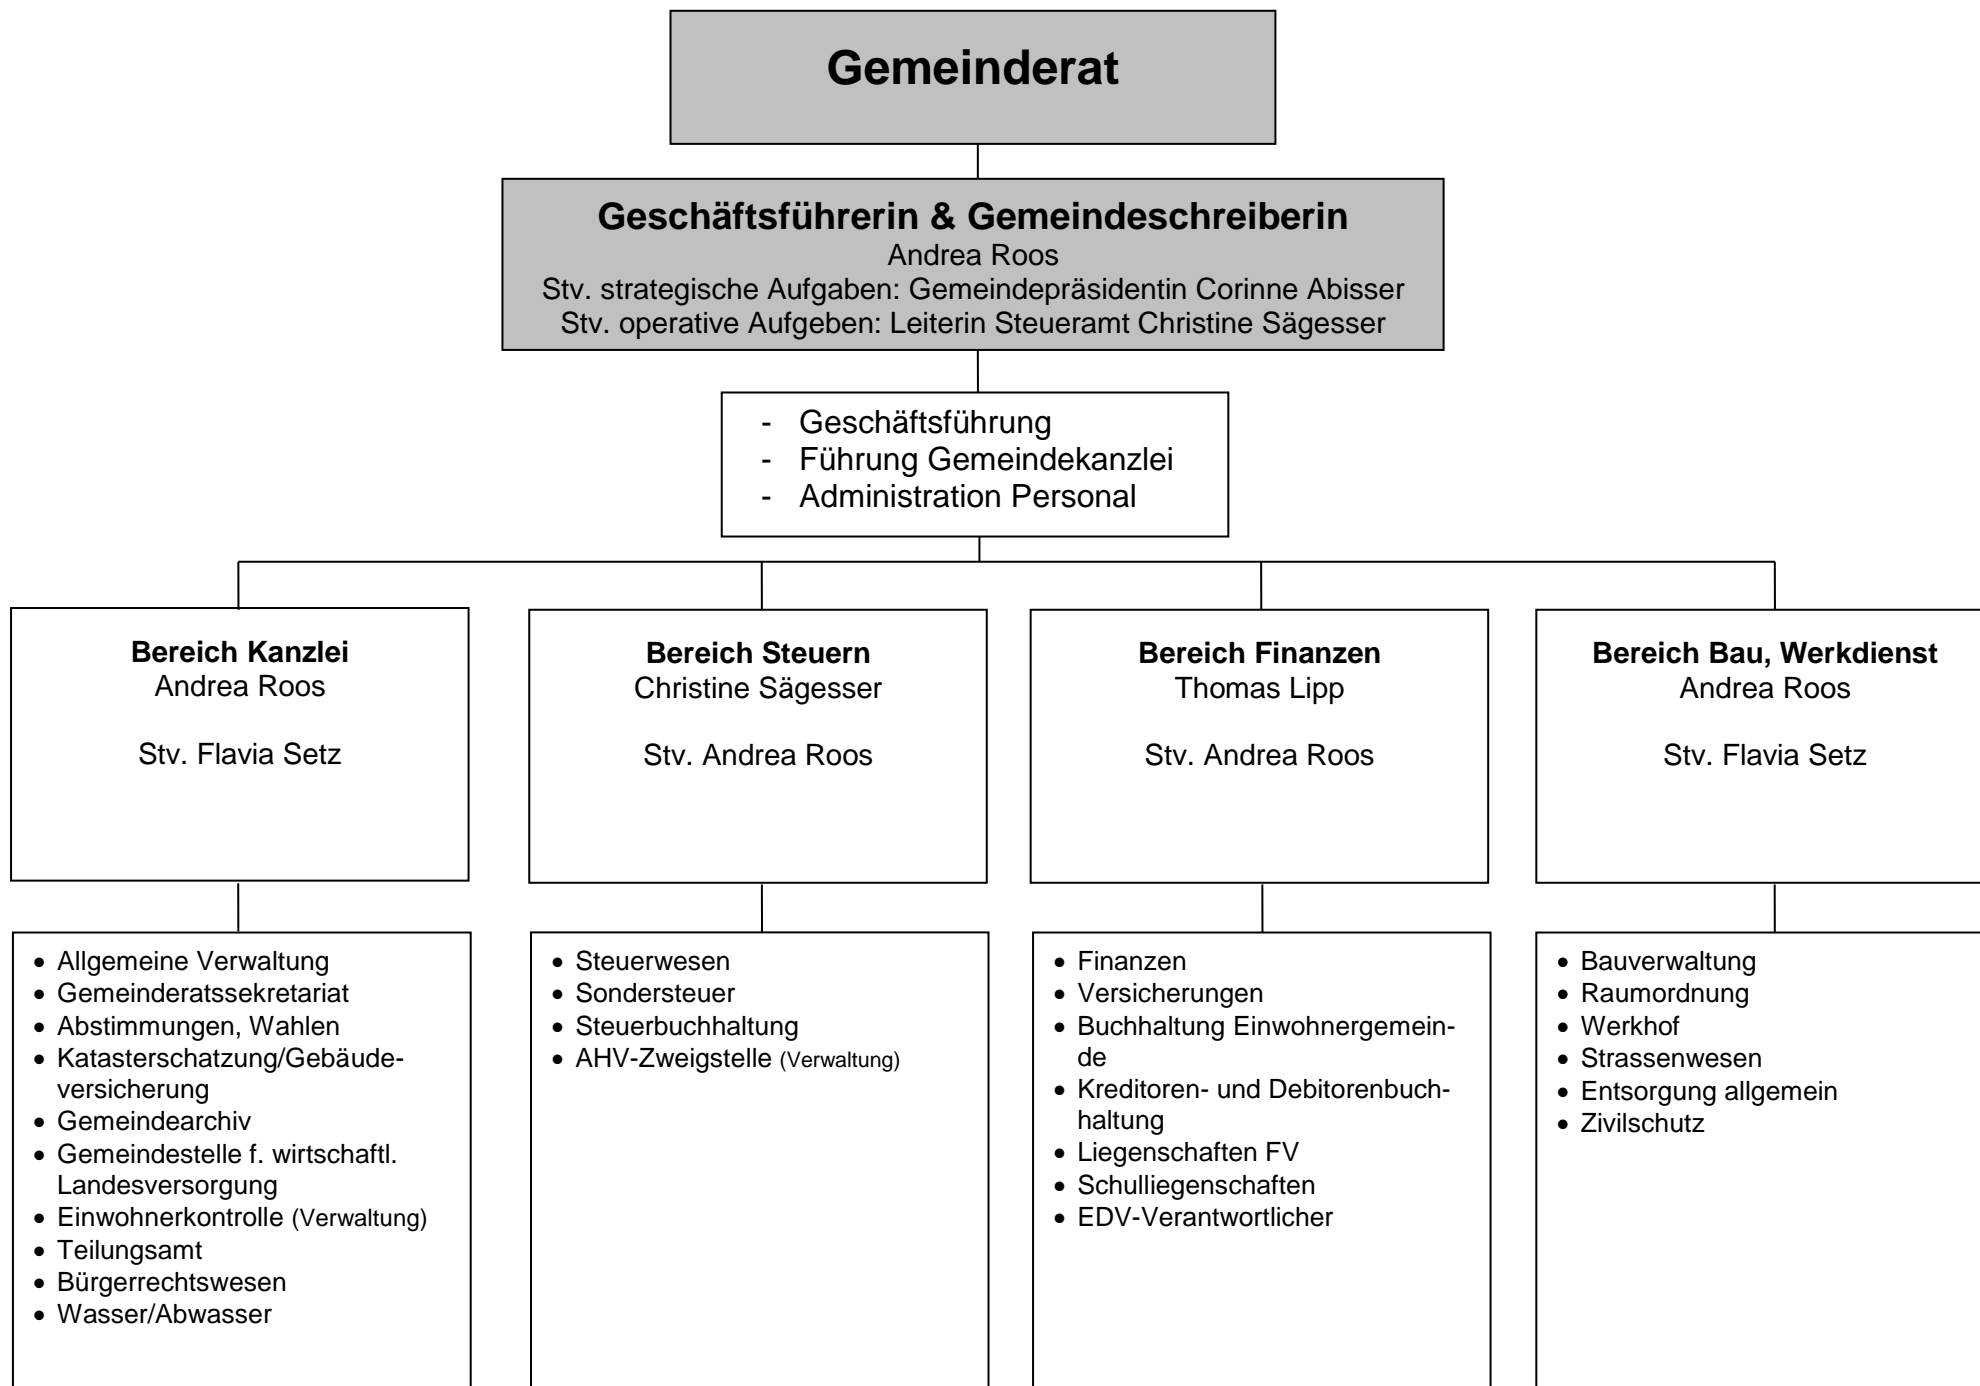 Gemeinderat
Geschäftsführerin & Gemeindeschreiberin
Andrea Roos
Stv. strategische Aufgaben: Gemeindepräsidentin Corinne Abisser
Stv. operative Aufgeben: Leiterin Steueramt Christine Sägesser
- Geschäftsführung
- Führung Gemeindekanzlei
- Administration Personal
Bereich Kanzlei
Andrea Roos
Stv. Flavia Setz
Bereich Steuern
Christine Sägesser
Stv. Andrea Roos
Bereich Finanzen
Thomas Lipp
Stv. Andrea Roos
Bereich Bau, Werkdienst
Andrea Roos
Stv. Flavia Setz
• Allgemeine Verwaltung
• Gemeinderatssekretariat
• Abstimmungen, Wahlen
• Katasterschatzung/Gebäude-
versicherung
• Gemeindearchiv
• Gemeindestelle f. wirtschaftl.
Landesversorgung
• Einwohnerkontrolle (Verwaltung)
• Teilungsamt
• Bürgerrechtswesen
• Wasser/Abwasser
• Steuerwesen
• Sondersteuer
• Steuerbuchhaltung
• AHV-Zweigstelle (Verwaltung)
• Finanzen
• Versicherungen
• Buchhaltung Einwohnergemein-
de
• Kreditoren- und Debitorenbuch-
haltung
• Liegenschaften FV
• Schulliegenschaften
• EDV-Verantwortlicher
• Bauverwaltung
• Raumordnung
• Werkhof
• Strassenwesen
• Entsorgung allgemein
• Zivilschutz